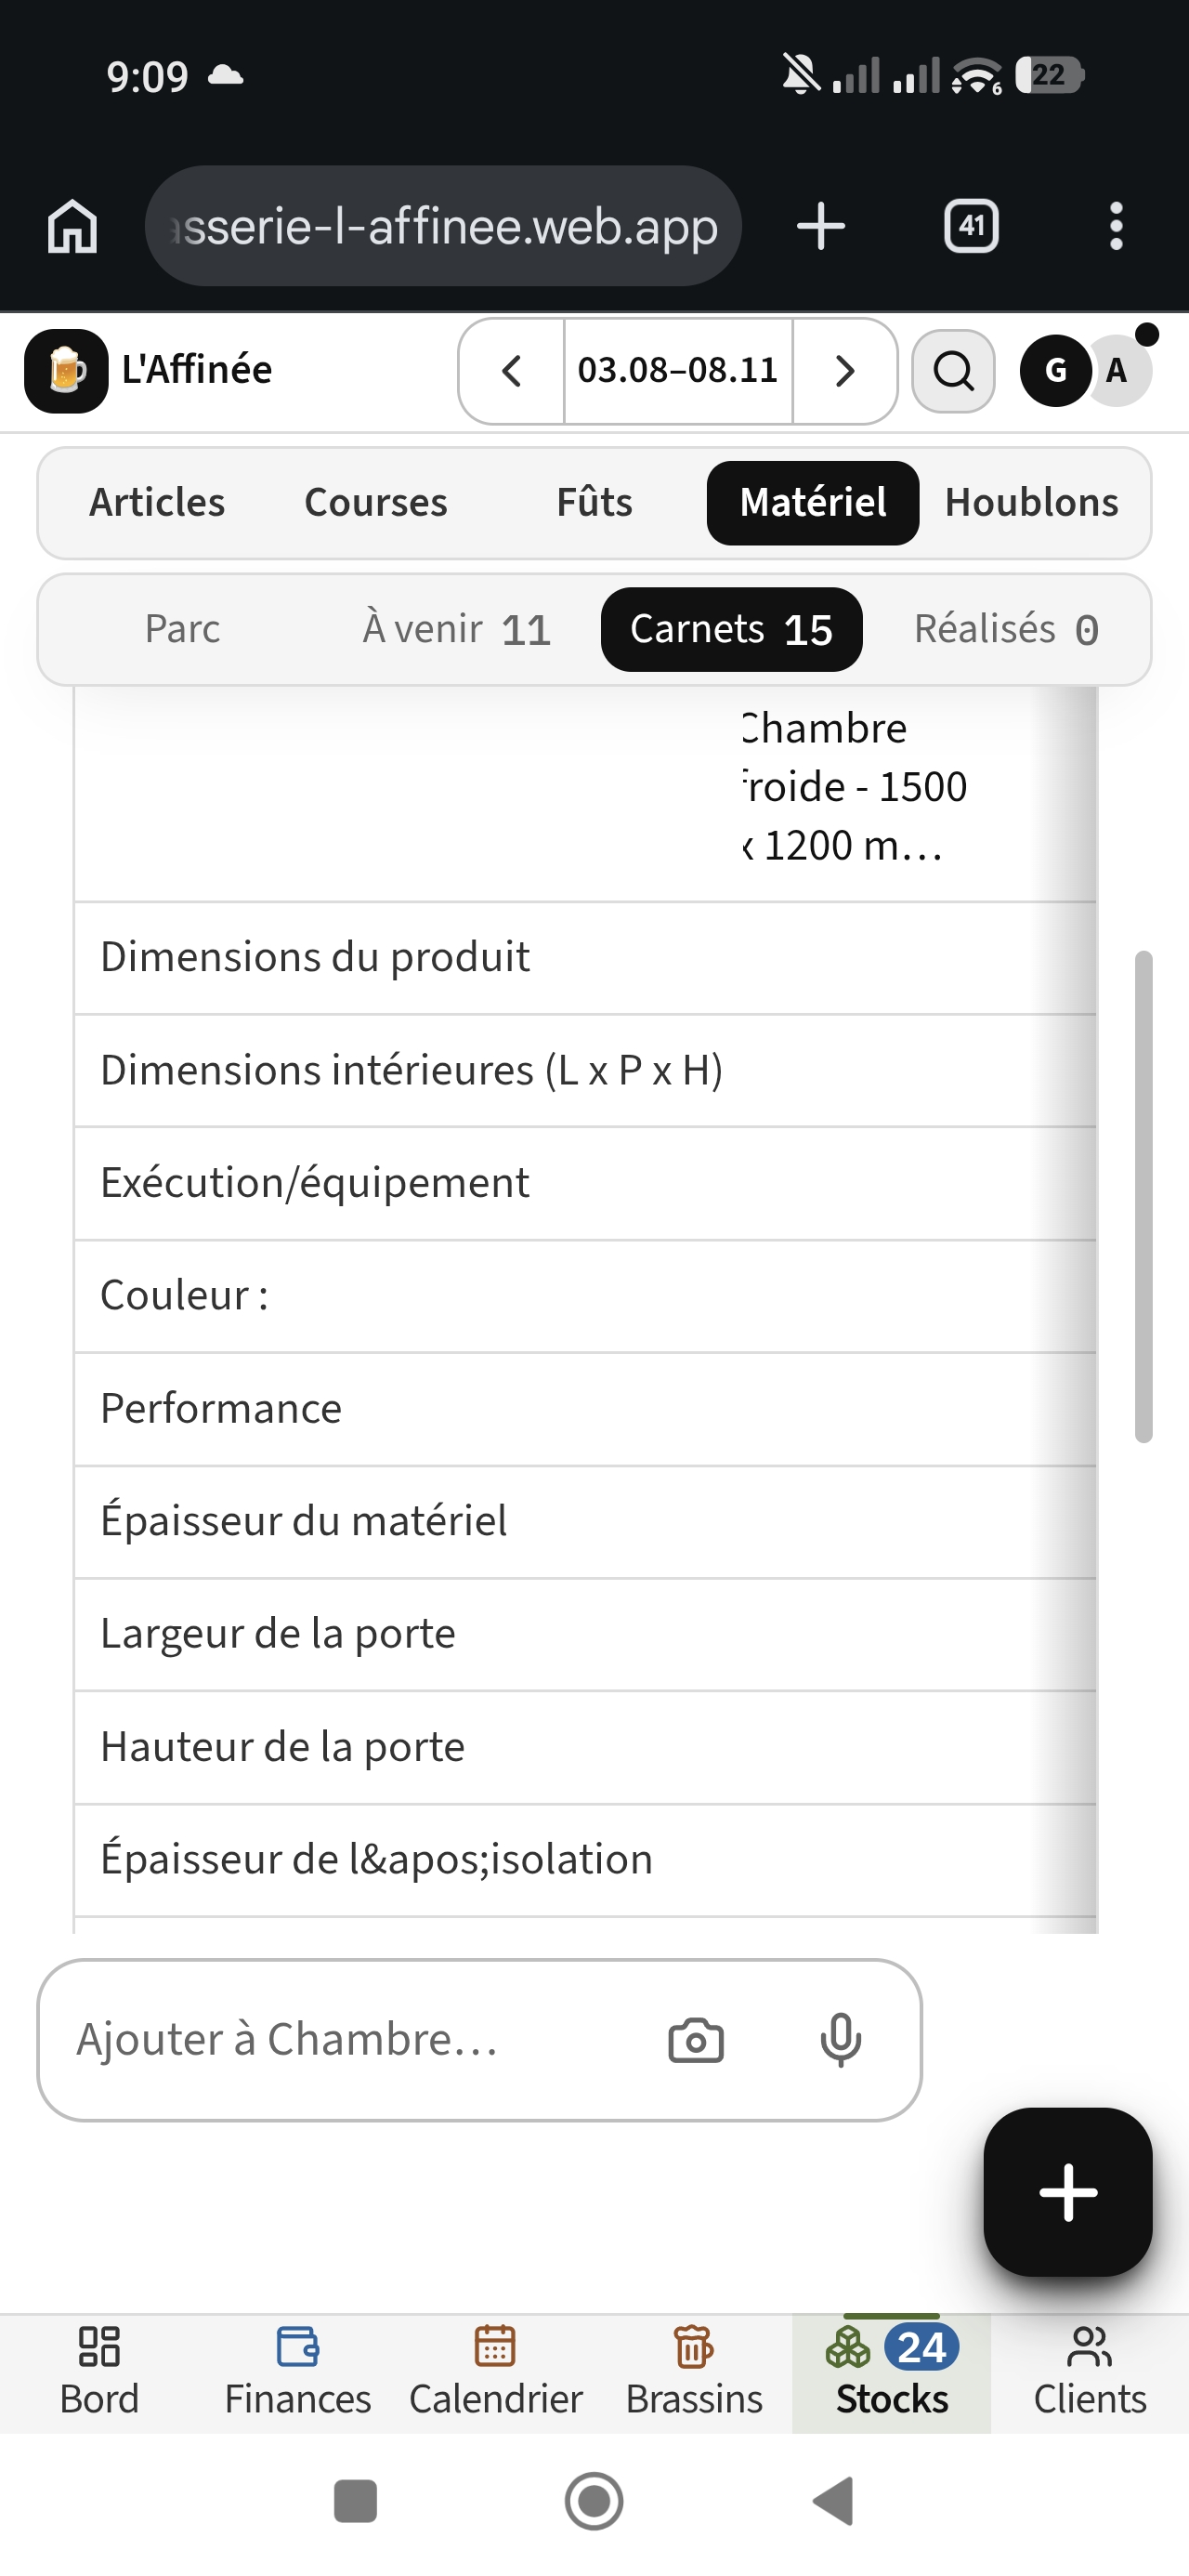 9:09
6
22
asserie-l-affinee.web.app
41
L'Affinée
03.08–08.11
G
A
Articles
Courses
Fûts
Matériel
Houblons
Parc
À venir 11
Carnets 15
Réalisés 0
Chambre
froide - 1500
x 1200 m…
Dimensions du produit
Dimensions intérieures (L x P x H)
Exécution/équipement
Couleur :
Performance
Épaisseur du matériel
Largeur de la porte
Hauteur de la porte
Épaisseur de l&apos;isolation
Ajouter à Chambre…
24
Bord
Finances
Calendrier
Brassins
Stocks
Clients